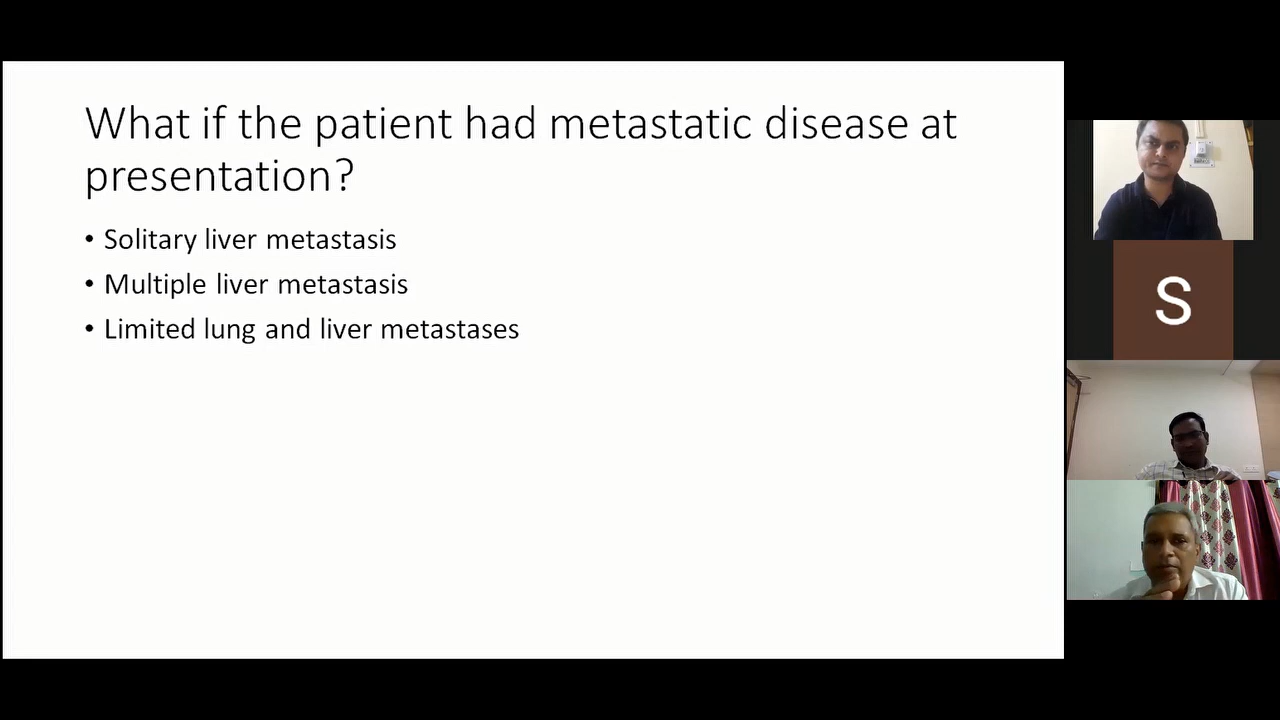 What if the patient had metastatic disease at
presentation?
• Solitary liver metastasis
• Multiple liver metastasis
• Limited lung and liver metastases
S